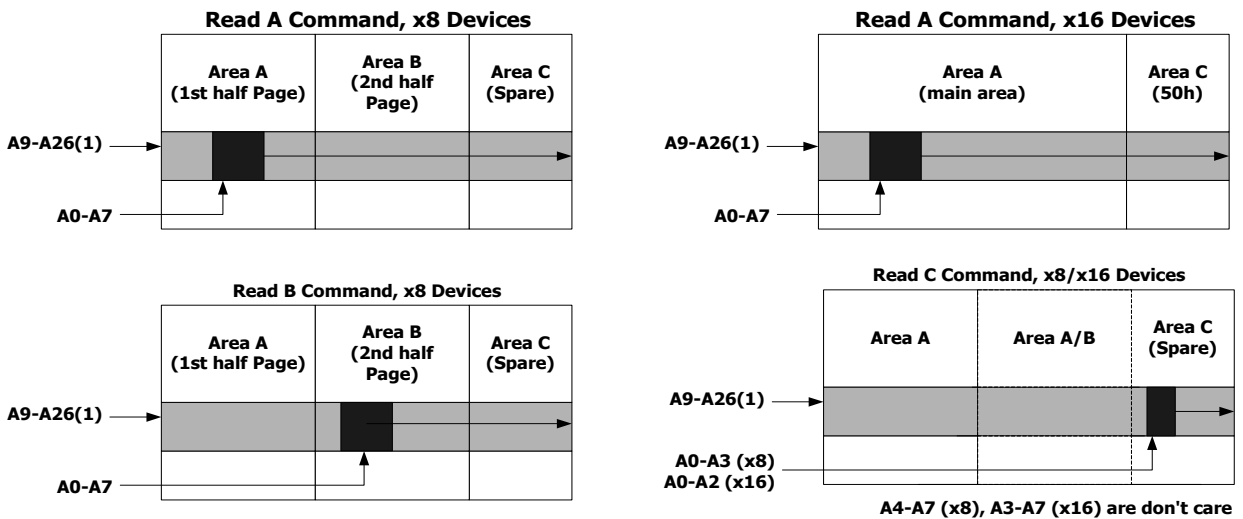 Read A Command, x8 Devices
Area A
(1st half Page)
Area B
(2nd half
Page)
Area C
(Spare)
A9-A26(1)
A0-A7
Read A Command, x16 Devices
Area A
(main area)
Area C
(50h)
A9-A26(1)
A0-A7
Read B Command, x8 Devices
Area A
(1st half Page)
Area B
(2nd half
Page)
Area C
(Spare)
A9-A26(1)
A0-A7
Read C Command, x8/x16 Devices
Area A
Area A/B
Area C
(Spare)
A9-A26(1)
A0-A3 (x8)
A0-A2 (x16)
A4-A7 (x8), A3-A7 (x16) are don't care